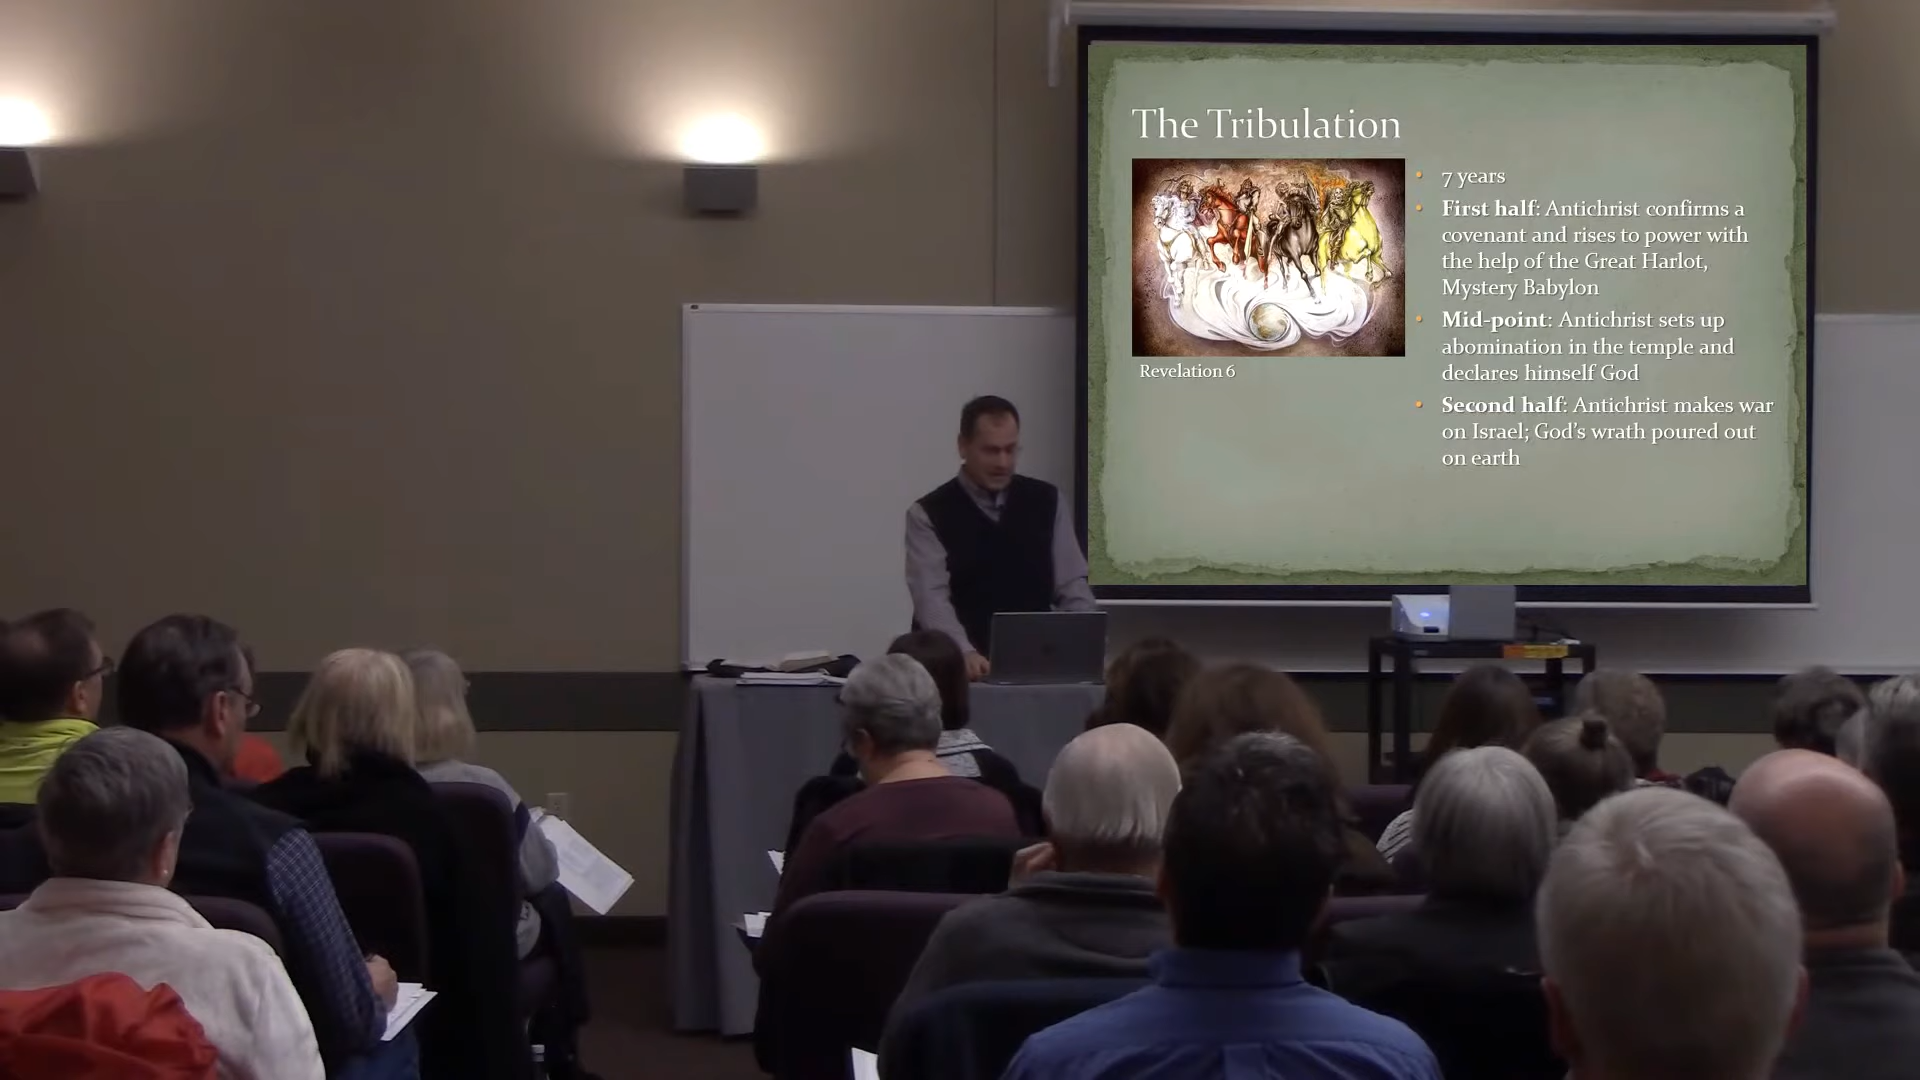 The Tribulation
• 7 years
• First half: Antichrist confirms a
covenant and rises to power with
the help of the Great Harlot,
Mystery Babylon
• Mid-point: Antichrist sets up
abomination in the temple and
declares himself God
• Second half: Antichrist makes war
on Israel; God's wrath poured out
on earth
Revelation 6